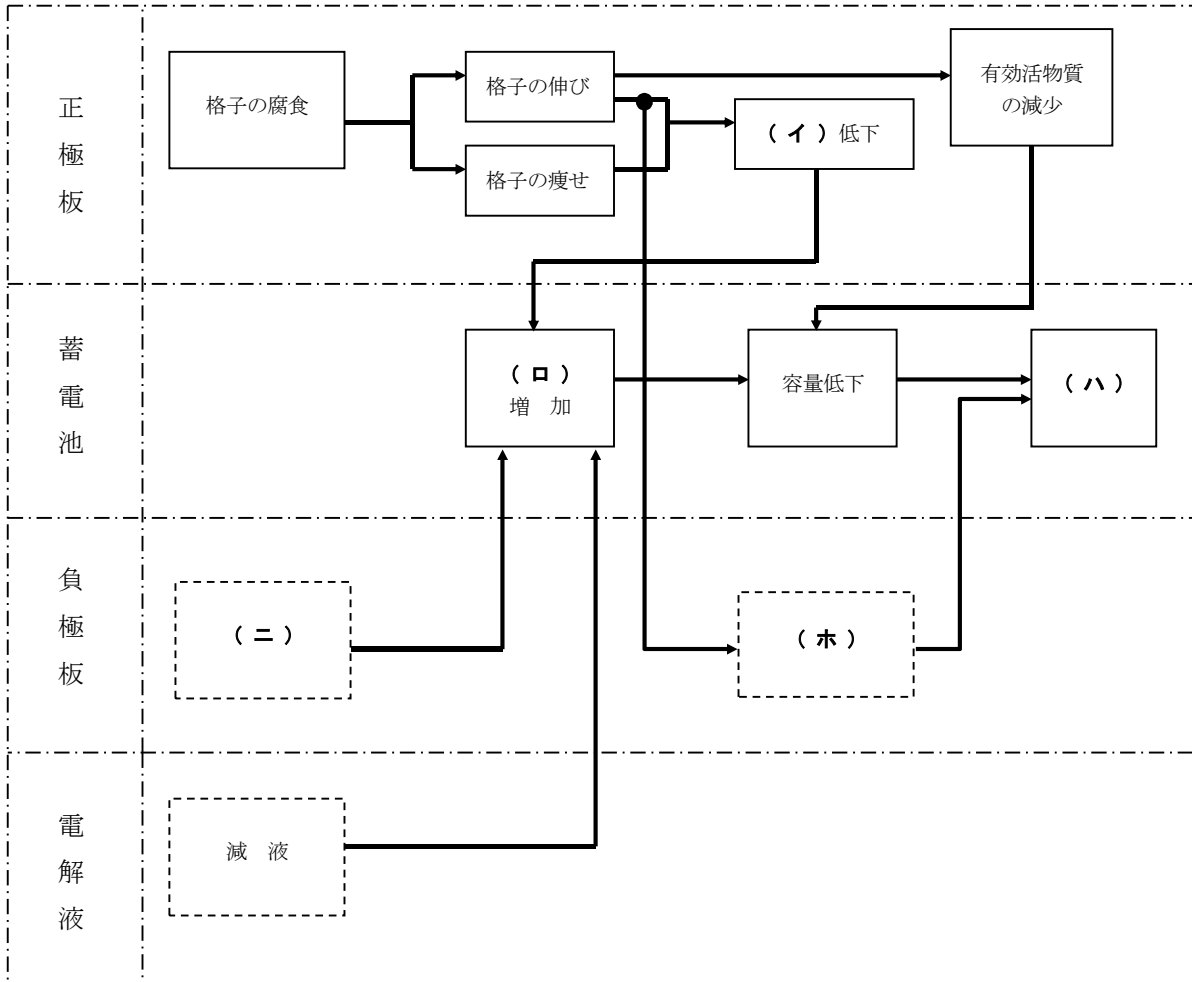 正極板
格子の腐食
格子の伸び
格子の痩せ
（イ）低下
有効活物質
の減少
蓄電池
（ロ）
増　加
容量低下
（ハ）
負極板
（ニ）
（ホ）
電解液
減　液